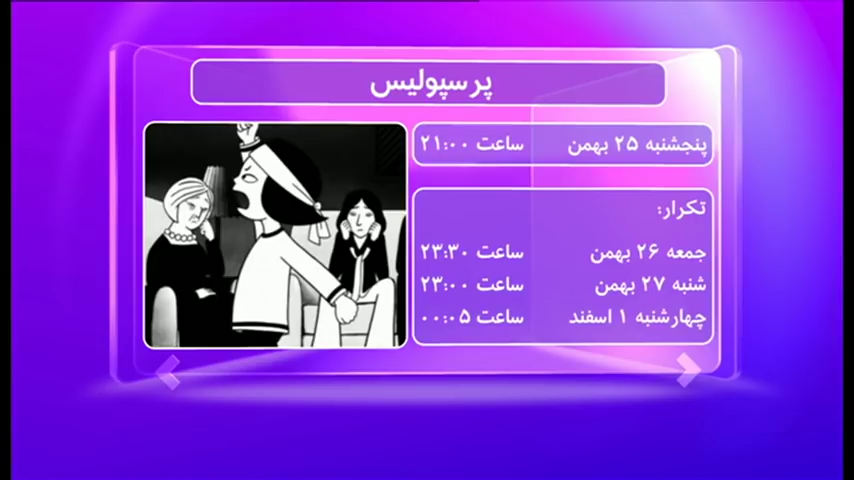 پرسپولیس
پنجشنبه ۲۵ بهمن ساعت ۲۱:۰۰
تکرار:
جمعه ۲۶ بهمن ساعت ۲۳:۳۰
شنبه ۲۷ بهمن ساعت ۲۳:۰۰
چهارشنبه ۱ اسفند ساعت ۰۰:۰۵